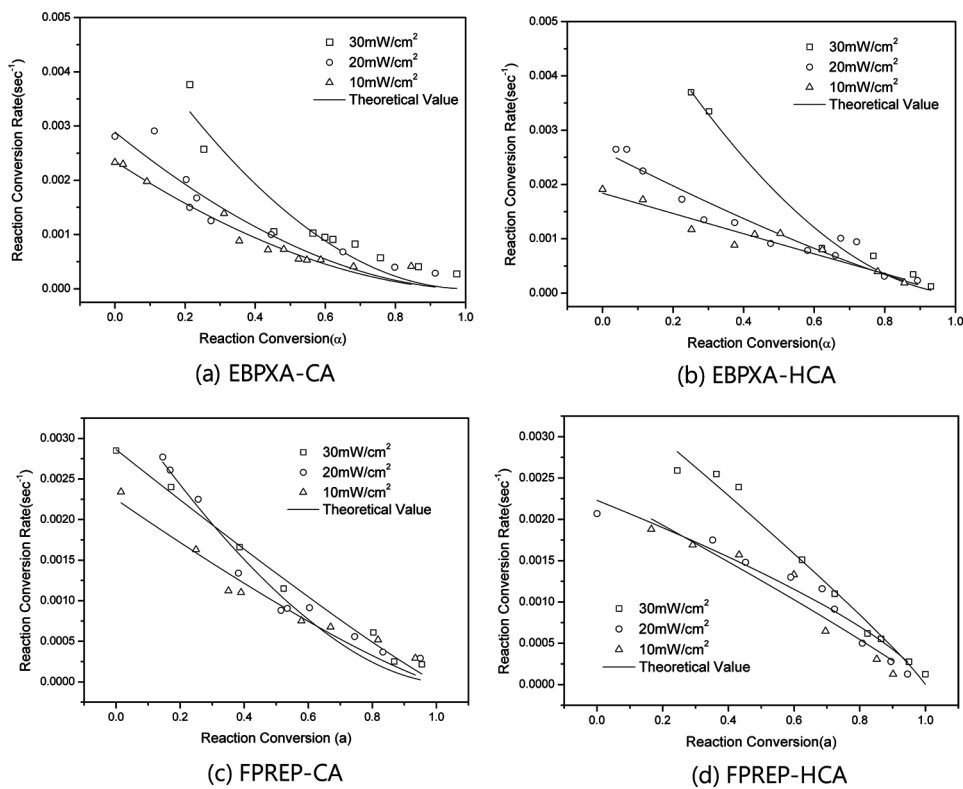 0.005
0.004
0.003
0.002
0.001
0.000
Reaction Conversion Rate(sec⁻¹)
30mW/cm²
20mW/cm²
10mW/cm²
Theoretical Value
0.0 0.2 0.4 0.6 0.8 1.0
Reaction Conversion(α)
(a) EBPXA-CA
0.005
0.004
0.003
0.002
0.001
0.000
Reaction Conversion Rate(sec⁻¹)
30mW/cm²
20mW/cm²
10mW/cm²
Theoretical Value
0.0 0.2 0.4 0.6 0.8 1.0
Reaction Conversion(α)
(b) EBPXA-HCA
0.0030
0.0025
0.0020
0.0015
0.0010
0.0005
0.0000
Reaction Conversion Rate(sec⁻¹)
30mW/cm²
20mW/cm²
10mW/cm²
Theoretical Value
0.0 0.2 0.4 0.6 0.8 1.0
Reaction Conversion (a)
(c) FPREP-CA
0.0030
0.0025
0.0020
0.0015
0.0010
0.0005
0.0000
Reaction Conversion Rate(sec⁻¹)
30mW/cm²
20mW/cm²
10mW/cm²
Theoretical Value
0.0 0.2 0.4 0.6 0.8 1.0
Reaction Conversion(a)
(d) FPREP-HCA